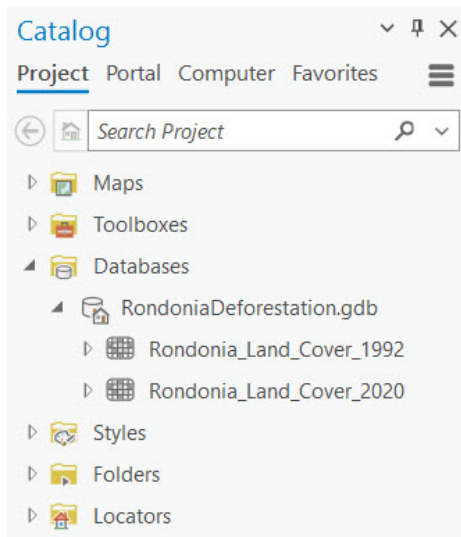 Catalog
Project Portal Computer Favorites
Search Project
Maps
Toolboxes
Databases
RondoniaDeforestation.gdb
Rondonia_Land_Cover_1992
Rondonia_Land_Cover_2020
Styles
Folders
Locators